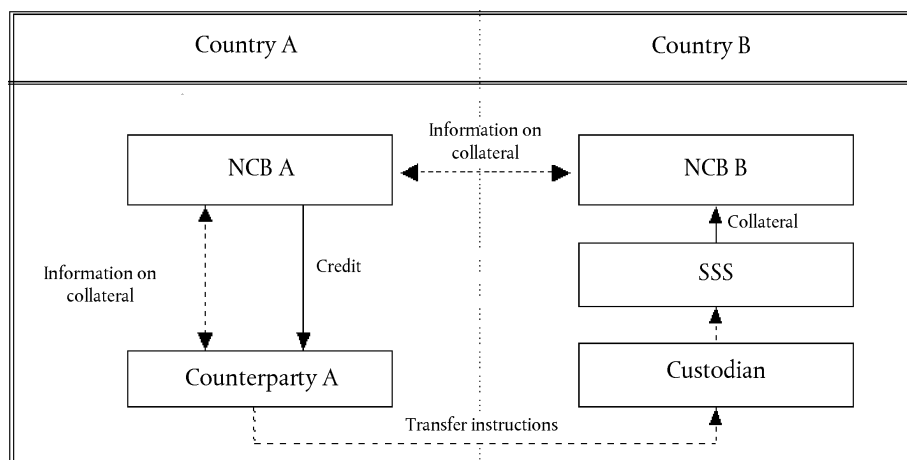 Country A
Country B
Information on
collateral
NCB A
NCB B
Collateral
Information on
collateral
Credit
SSS
Counterparty A
Custodian
Transfer instructions